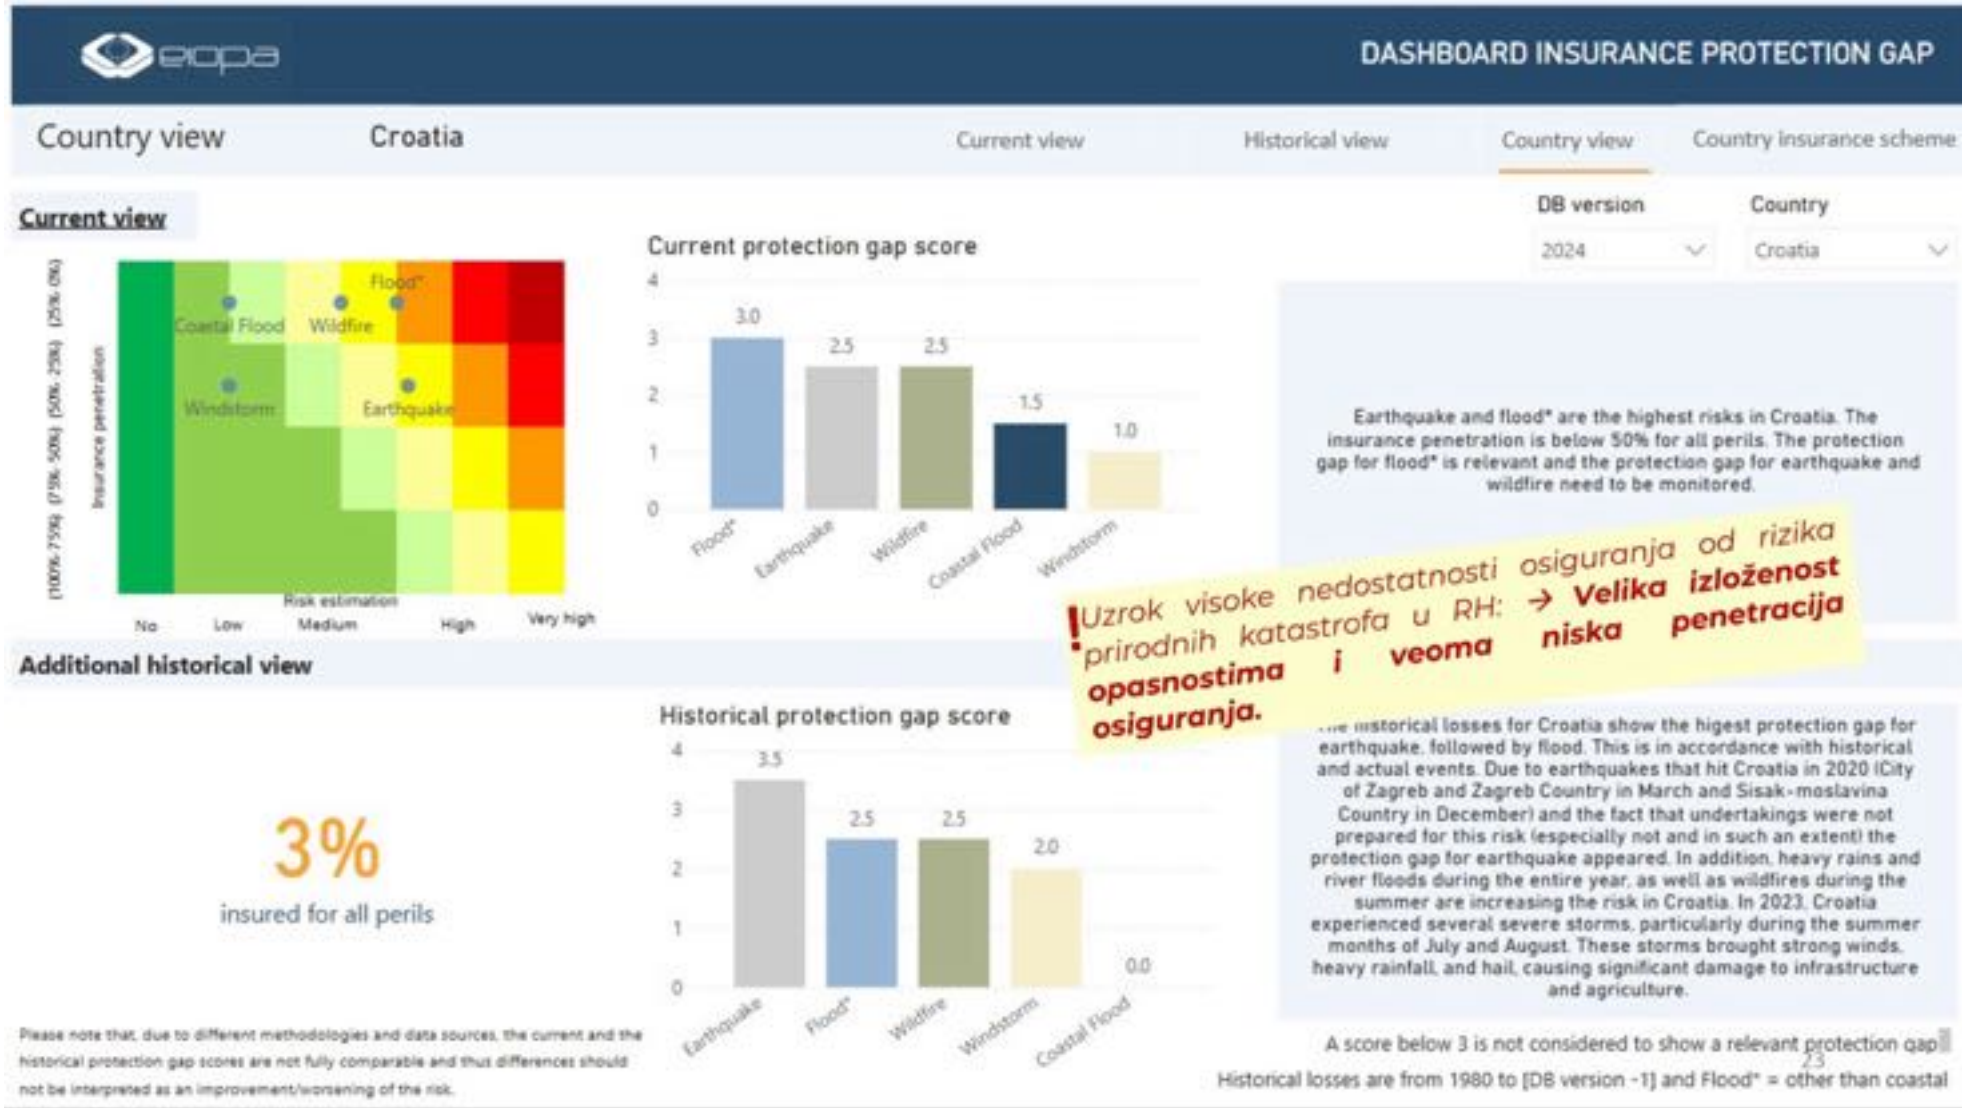 eiopa
DASHBOARD INSURANCE PROTECTION GAP
Country view
Croatia
Current view
Historical view
Country view
Country insurance scheme
Current view
DB version
Country
2024
Croatia
Current protection gap score
4
3
2
1
0
3.0
2.5
2.5
1.5
1.0
Flood*
Earthquake
Wildfire
Coastal Flood
Windstorm
Insurance penetration
(100%-75%) (75%-50%) (50%-25%) (25%-0%)
Flood*
Coastal Flood
Wildfire
Windstorm
Earthquake
Risk estimation
No
Low
Medium
High
Very high
Earthquake and flood* are the highest risks in Croatia. The
insurance penetration is below 50% for all perils. The protection
gap for flood* is relevant and the protection gap for earthquake and
wildfire need to be monitored.
!Uzrok visoke nedostatnosti osiguranja od rizika
prirodnih katastrofa u RH: → Velika izloženost
opasnostima i veoma niska penetracija
osiguranja.
Additional historical view
3%
insured for all perils
Historical protection gap score
4
3
2
1
0
3.5
2.5
2.5
2.0
0.0
Earthquake
Flood*
Wildfire
Windstorm
Coastal Flood
historical losses for Croatia show the higest protection gap for
earthquake, followed by flood. This is in accordance with historical
and actual events. Due to earthquakes that hit Croatia in 2020 (City
of Zagreb and Zagreb Country in March and Sisak-moslavina
Country in December) and the fact that undertakings were not
prepared for this risk (especially not and in such an extent) the
protection gap for earthquake appeared. In addition, heavy rains and
river floods during the entire year, as well as wildfires during the
summer are increasing the risk in Croatia. In 2023, Croatia
experienced several severe storms, particularly during the summer
months of July and August. These storms brought strong winds,
heavy rainfall, and hail, causing significant damage to infrastructure
and agriculture.
Please note that, due to different methodologies and data sources, the current and the
historical protection gap scores are not fully comparable and thus differences should
not be interpreted as an improvement/worsening of the risk.
A score below 3 is not considered to show a relevant protection gap
23
Historical losses are from 1980 to [DB version -1] and Flood* = other than coastal